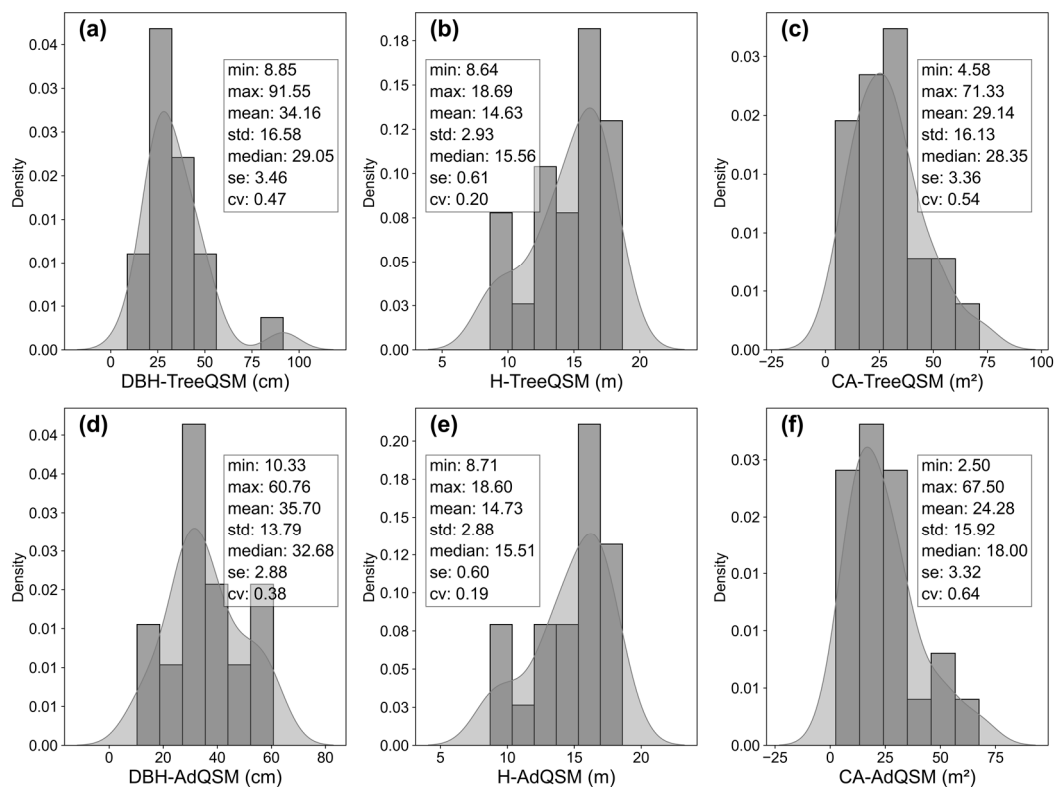 (a)
0.04
0.03
0.03
0.02
0.01
0.01
0.00
Density
min: 8.85
max: 91.55
mean: 34.16
std: 16.58
median: 29.05
se: 3.46
cv: 0.47
0 25 50 75 100
DBH-TreeQSM (cm)
(b)
0.18
0.15
0.12
0.10
0.08
0.05
0.03
0.00
Density
min: 8.64
max: 18.69
mean: 14.63
std: 2.93
median: 15.56
se: 0.61
cv: 0.20
5 10 15 20
H-TreeQSM (m)
(c)
0.03
0.03
0.02
0.01
0.01
0.00
Density
min: 4.58
max: 71.33
mean: 29.14
std: 16.13
median: 28.35
se: 3.36
cv: 0.54
−25 0 25 50 75 100
CA-TreeQSM (m²)
(d)
0.04
0.04
0.03
0.03
0.02
0.01
0.01
0.01
0.00
Density
min: 10.33
max: 60.76
mean: 35.70
std: 13.79
median: 32.68
se: 2.88
cv: 0.38
0 20 40 60 80
DBH-AdQSM (cm)
(e)
0.20
0.18
0.15
0.12
0.10
0.08
0.05
0.03
0.00
Density
min: 8.71
max: 18.60
mean: 14.73
std: 2.88
median: 15.51
se: 0.60
cv: 0.19
5 10 15 20
H-AdQSM (m)
(f)
0.03
0.02
0.01
0.01
0.01
0.00
Density
min: 2.50
max: 67.50
mean: 24.28
std: 15.92
median: 18.00
se: 3.32
cv: 0.64
−25 0 25 50 75
CA-AdQSM (m²)